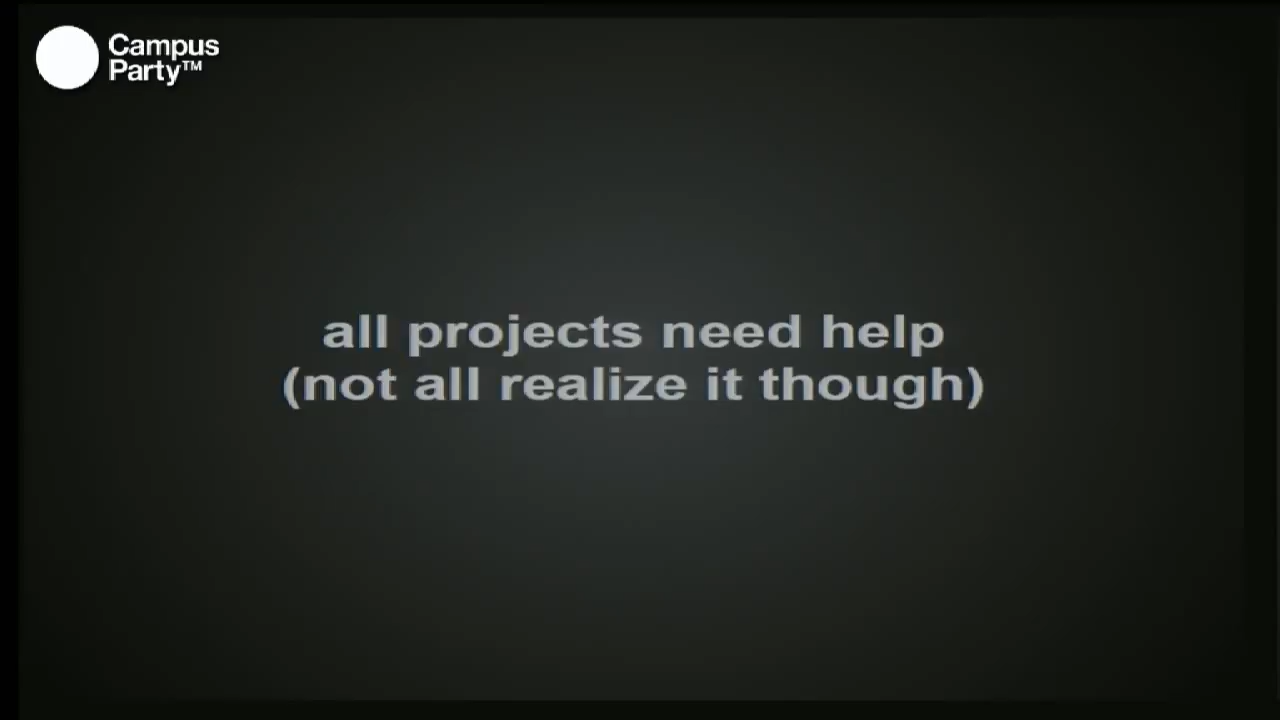 Campus
Party™
all projects need help
(not all realize it though)